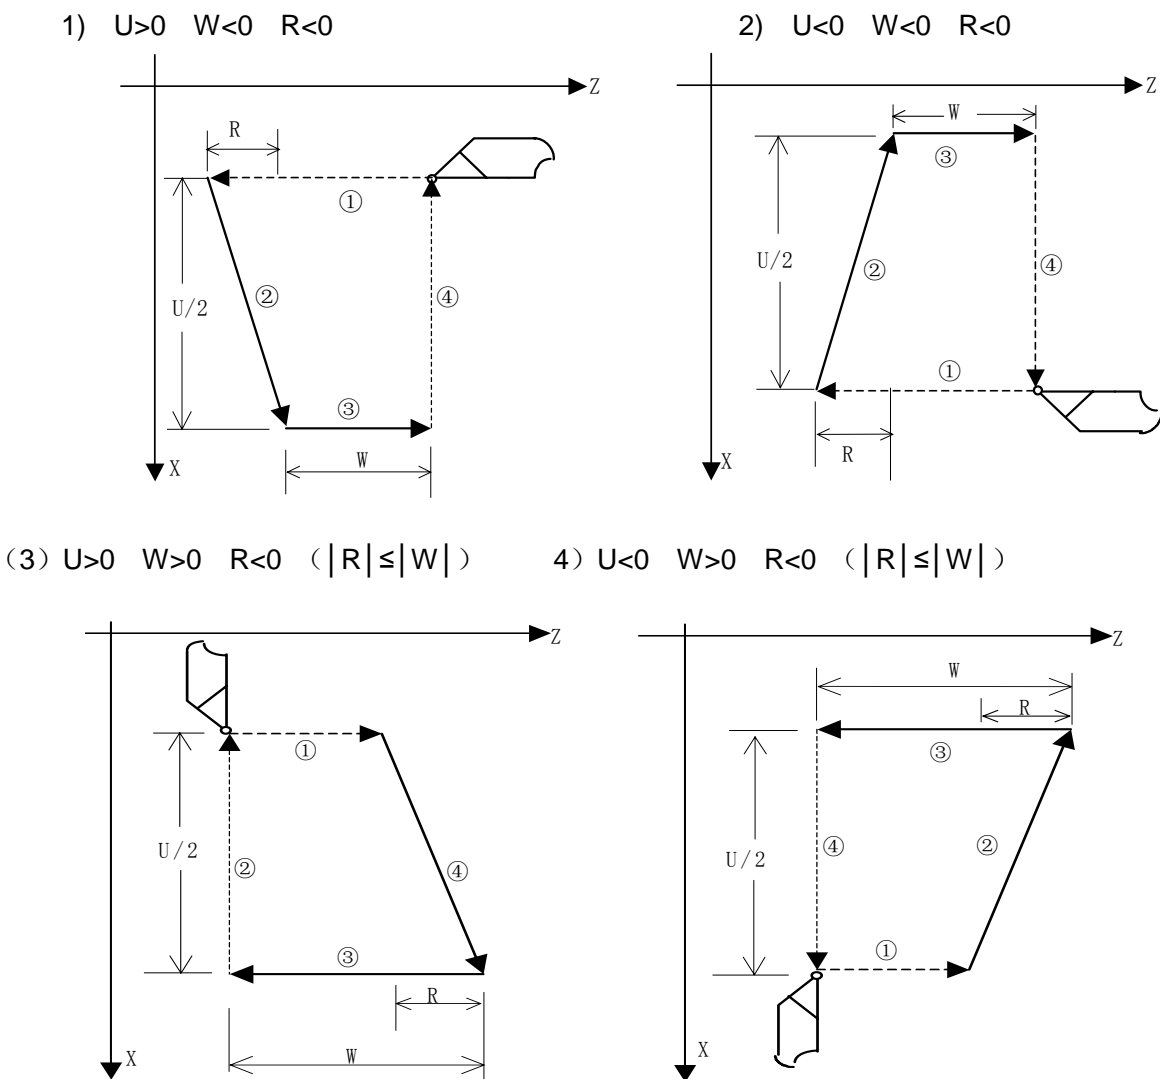 1) U>0 W<0 R<0
2) U<0 W<0 R<0
Z
R
①
U/2
②
④
③
W
X
Z
W
③
U/2
②
④
①
R
X
（3）U>0 W>0 R<0 （|R|≤|W|）
4）U<0 W>0 R<0 （|R|≤|W|）
Z
①
U/2
②
④
③
R
W
X
Z
W
R
③
U/2
④
②
①
X